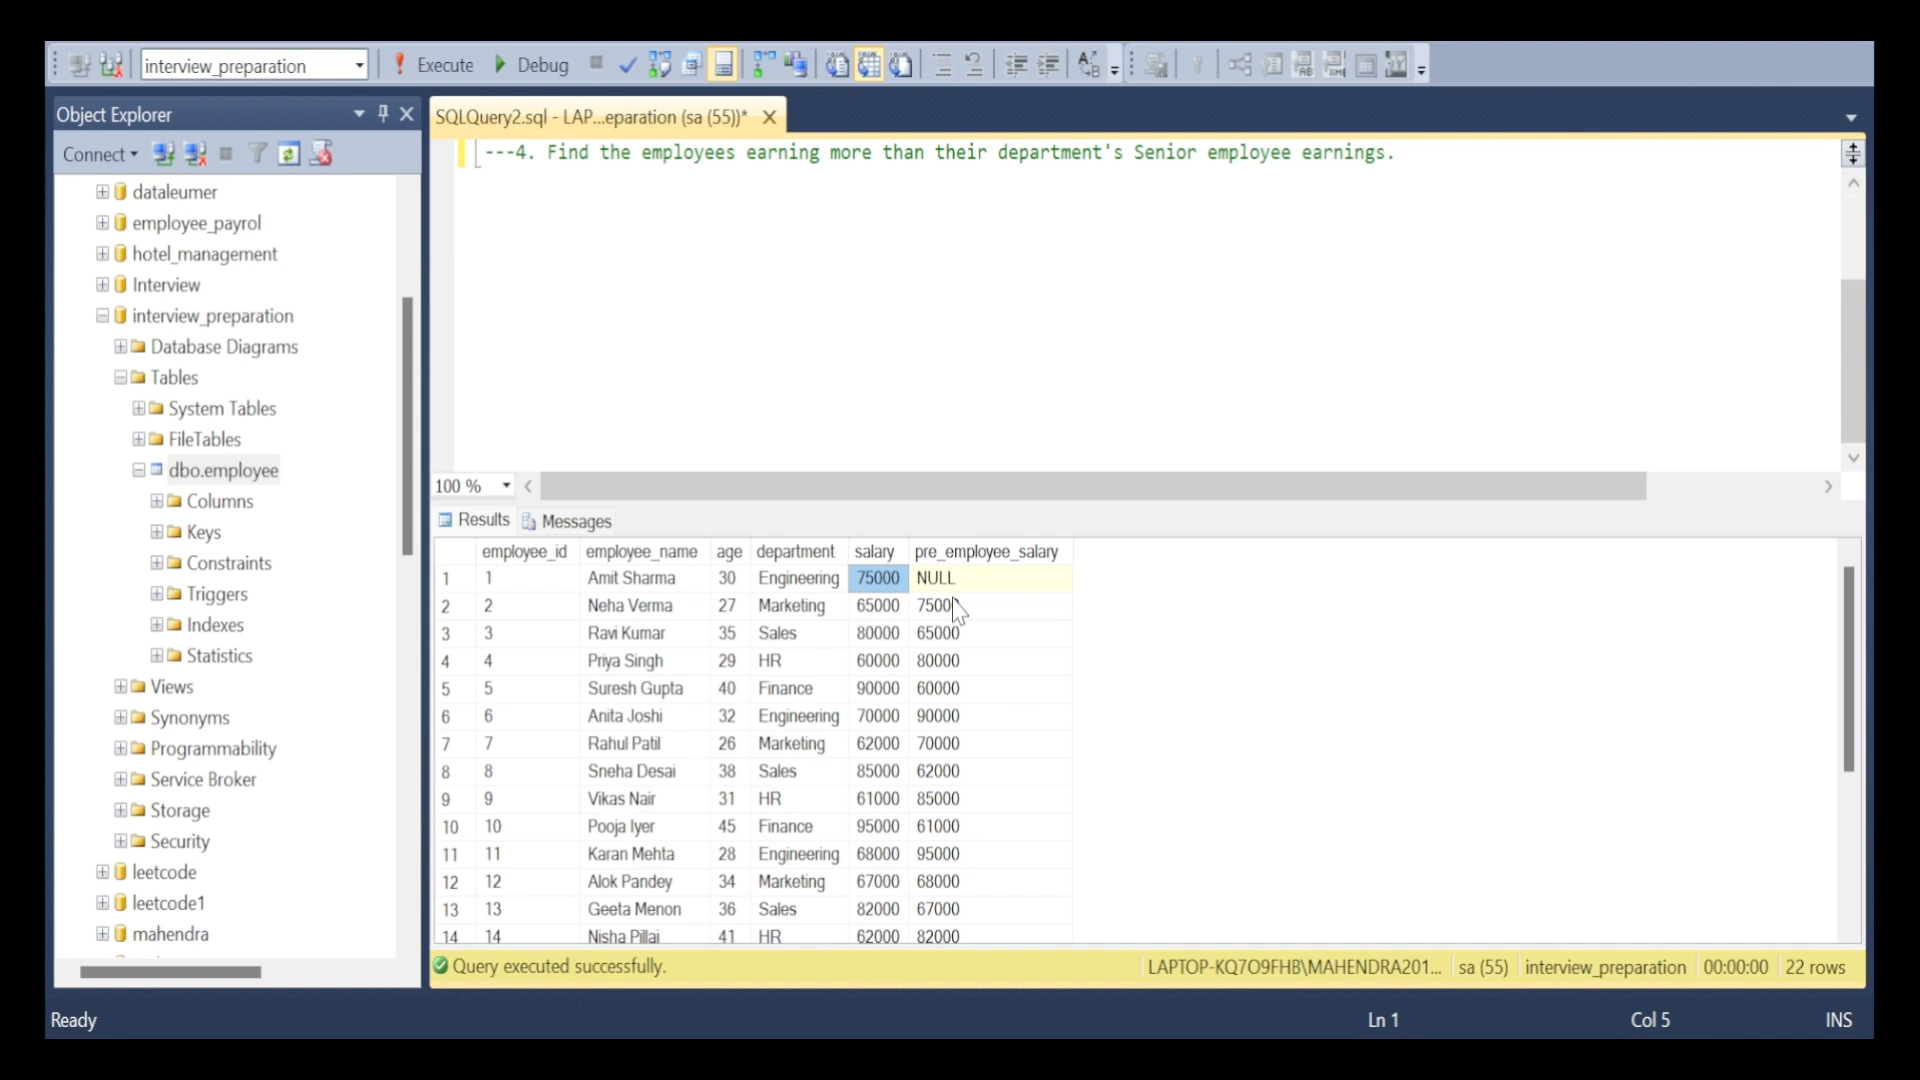 interview_preparation
Execute
Debug
Object Explorer
SQLQuery2.sql - LAP...eparation (sa (55))*
Connect
---4. Find the employees earning more than their department's Senior employee earnings.
dataleumer
employee_payrol
hotel_management
Interview
interview_preparation
Database Diagrams
Tables
System Tables
FileTables
dbo.employee
Columns
Keys
Constraints
Triggers
Indexes
Statistics
Views
Synonyms
Programmability
Service Broker
Storage
Security
leetcode
leetcode1
mahendra
100 %
Results Messages
employee_id employee_name age department salary pre_employee_salary
1 1 Amit Sharma 30 Engineering 75000 NULL
2 2 Neha Verma 27 Marketing 65000 75000
3 3 Ravi Kumar 35 Sales 80000 65000
4 4 Priya Singh 29 HR 60000 80000
5 5 Suresh Gupta 40 Finance 90000 60000
6 6 Anita Joshi 32 Engineering 70000 90000
7 7 Rahul Patil 26 Marketing 62000 70000
8 8 Sneha Desai 38 Sales 85000 62000
9 9 Vikas Nair 31 HR 61000 85000
10 10 Pooja Iyer 45 Finance 95000 61000
11 11 Karan Mehta 28 Engineering 68000 95000
12 12 Alok Pandey 34 Marketing 67000 68000
13 13 Geeta Menon 36 Sales 82000 67000
14 14 Nisha Pillai 41 HR 62000 82000
Query executed successfully.
LAPTOP-KQ7O9FHB\MAHENDRA201... sa (55) interview_preparation 00:00:00 22 rows
Ready Ln 1 Col 5 INS